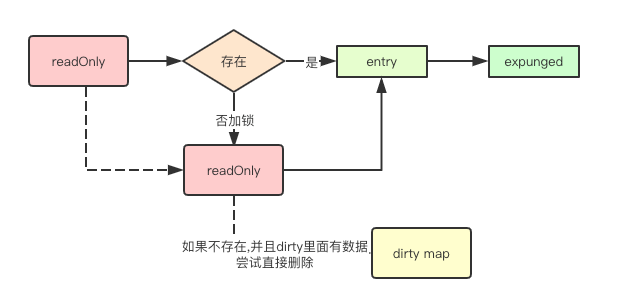 readOnly
存在
是
entry
expunged
否加锁
readOnly
如果不存在,并且dirty里面有数据,
尝试直接删除
dirty map